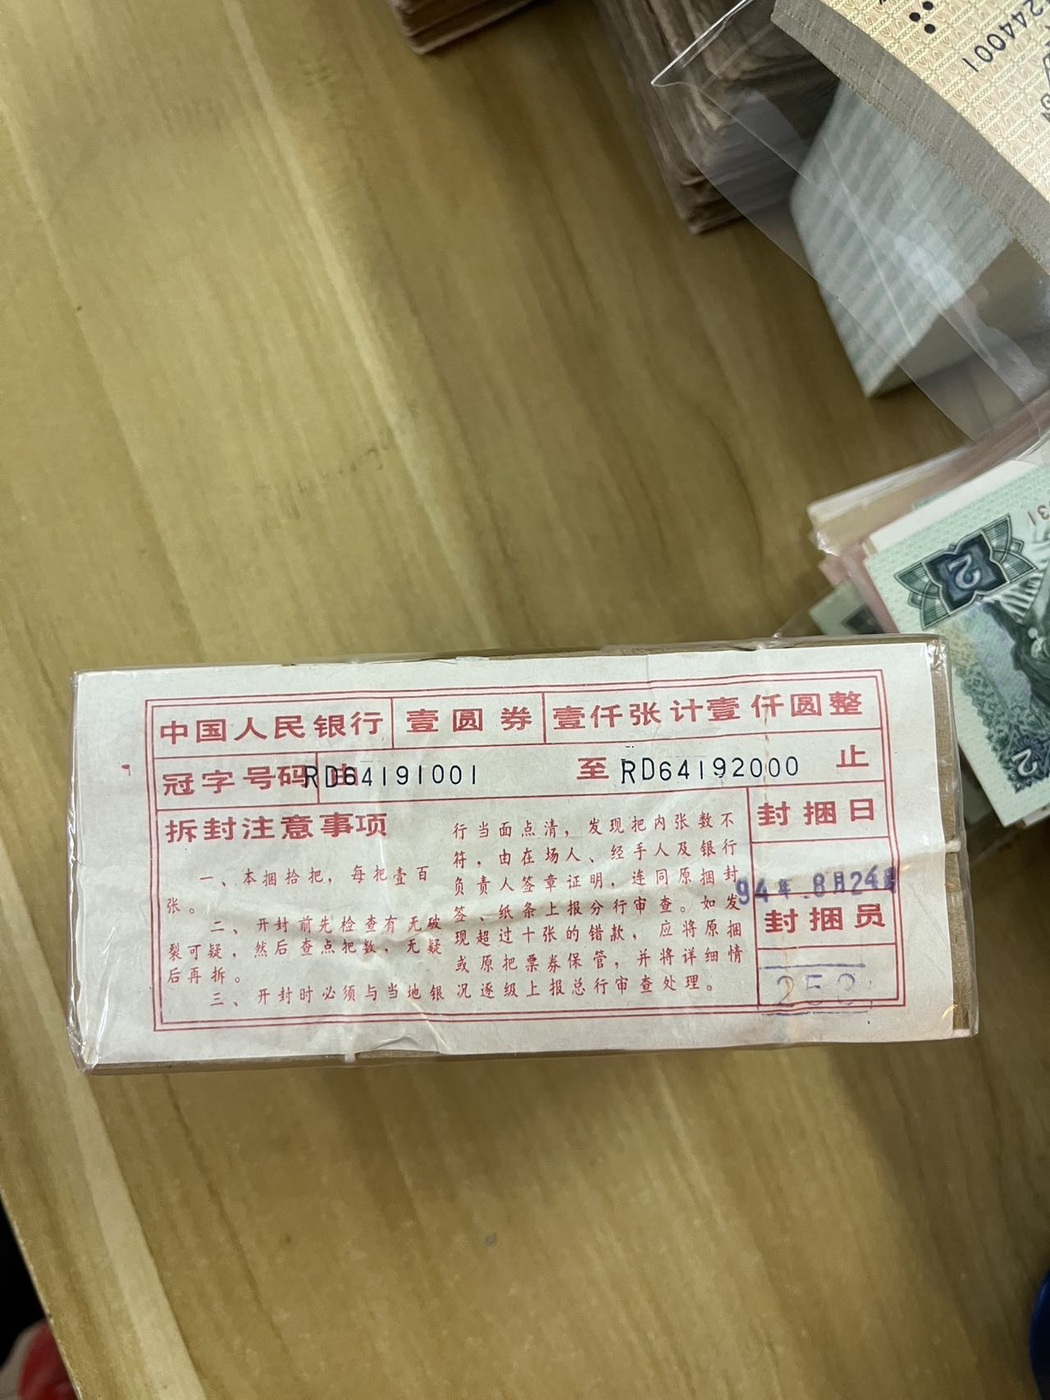 中国人民银行 壹圆券 壹仟张计壹仟圆整
冠字号码 由 RD64191001 至 RD64192000 止
拆封注意事项
一、本捆拾把，每把壹百
张。
二、开封前先检查有无破
裂可疑，然后查点把数，无疑
后再拆。
三、开封时必须与当地银
行当面点清，发现把内张数不
符，由在场人、经手人及银行
负责人签章证明，连同原捆封
签、纸条上报分行审查。如发
现超过十张的错款，应将原捆
或原把票券保管，并将详细情
况逐级上报总行审查处理。
封捆日
94年.8月24日
封捆员
244001
31
2
2